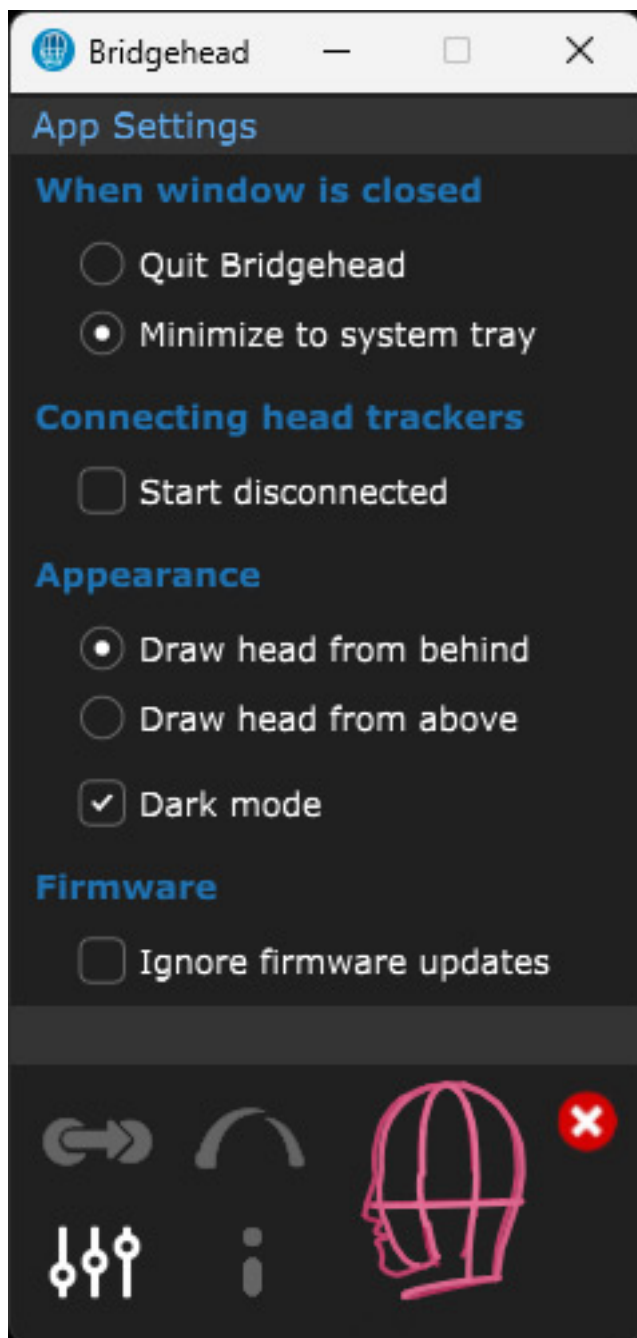 Bridgehead
App Settings
When window is closed
Quit Bridgehead
Minimize to system tray
Connecting head trackers
Start disconnected
Appearance
Draw head from behind
Draw head from above
Dark mode
Firmware
Ignore firmware updates